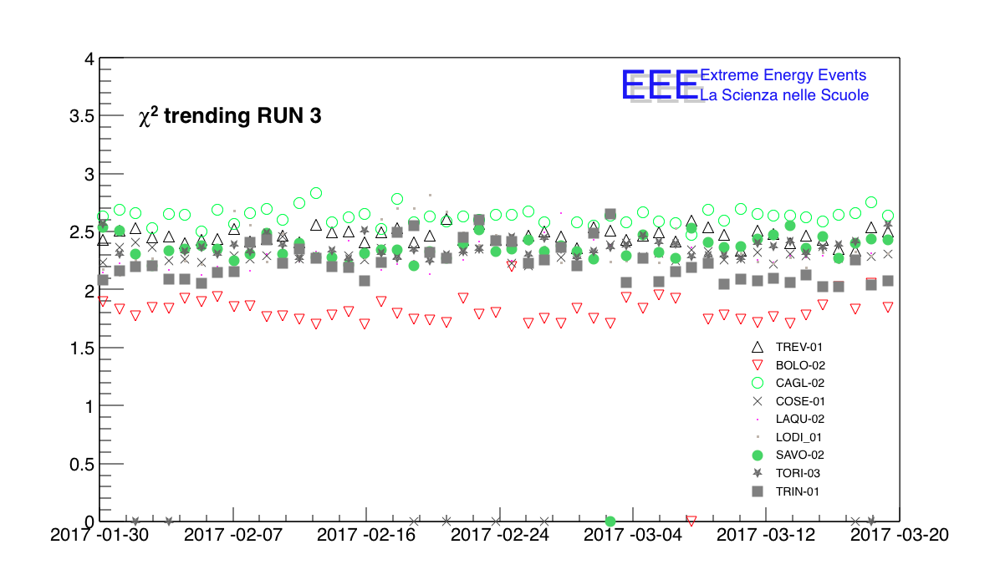 EEE
Extreme Energy Events
La Scienza nelle Scuole
χ² trending RUN 3
4
3.5
3
2.5
2
1.5
1
0.5
0
TREV-01
BOLO-02
CAGL-02
COSE-01
LAQU-02
LODI_01
SAVO-02
TORI-03
TRIN-01
2017 -01-30 2017 -02-07 2017 -02-16 2017 -02-24 2017 -03-04 2017 -03-12 2017 -03-20